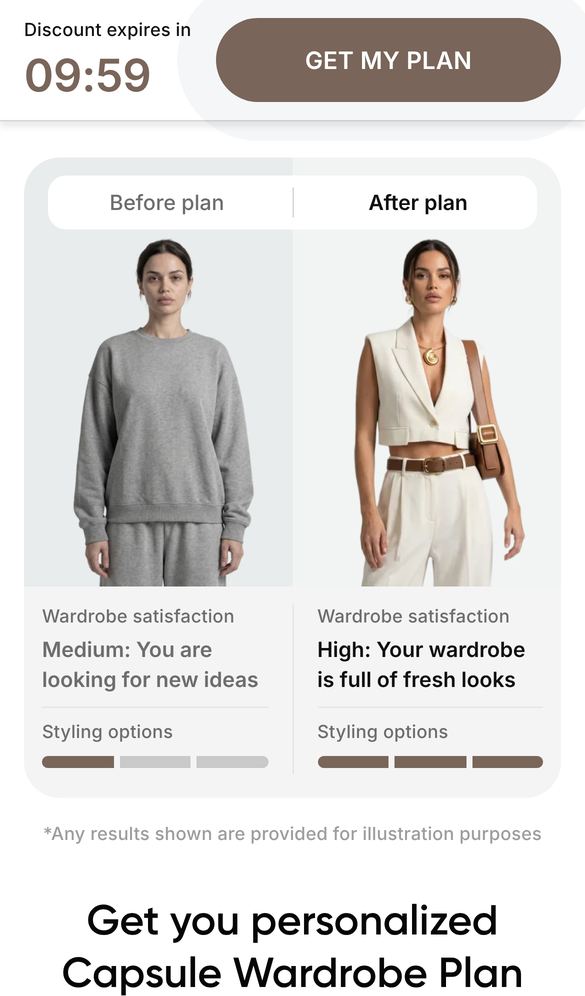 Discount expires in
09:59
GET MY PLAN
Before plan
After plan
Wardrobe satisfaction
Medium: You are
looking for new ideas
Styling options
Wardrobe satisfaction
High: Your wardrobe
is full of fresh looks
Styling options
*Any results shown are provided for illustration purposes
Get you personalized
Capsule Wardrobe Plan